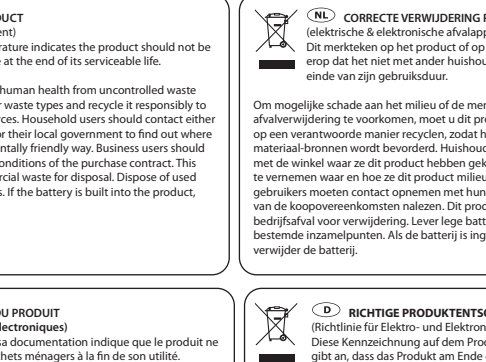 DUCT
ent)
rature indicates the product should not be
e at the end of its serviceable life.
human health from uncontrolled waste
r waste types and recycle it responsibly to
ces. Household users should contact either
or their local government to find out where
entally friendly way. Business users should
onditions of the purchase contract. This
rcial waste for disposal. Dispose of used
s. If the battery is built into the product,
NL CORRECTE VERWIJDERING P
(elektrische & elektronische afvalapp
Dit merkteken op het product of op
erop dat het niet met ander huishou
einde van zijn gebruiksduur.
Om mogelijke schade aan het milieu of de men
afvalverwijdering te voorkomen, moet u dit pro
op een verantwoorde manier recyclen, zodat h
materiaal-bronnen wordt bevorderd. Huishoud
met de winkel waar ze dit product hebben gek
te vernemen waar en hoe ze dit product milieu
gebruikers moeten contact opnemen met hun
van de koopovereenkomsten nalezen. Dit prod
bedrijfsafval voor verwijdering. Lever lege batt
bestemde inzamelpunten. Als de batterij is ing
verwijder de batterij.
DU PRODUIT
lectroniques)
sa documentation indique que le produit ne
chets ménagers à la fin de son utilité.
D RICHTIGE PRODUKTENTSO
(Richtlinie für Elektro- und Elektron
Diese Kennzeichnung auf dem Prod
gibt an, dass das Produkt am Ende d